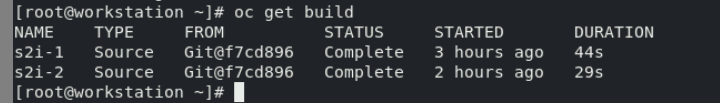 [root@workstation ~]# oc get build
NAME    TYPE     FROM          STATUS     STARTED       DURATION
s2i-1   Source   Git@f7cd896   Complete   3 hours ago   44s
s2i-2   Source   Git@f7cd896   Complete   2 hours ago   29s
[root@workstation ~]#